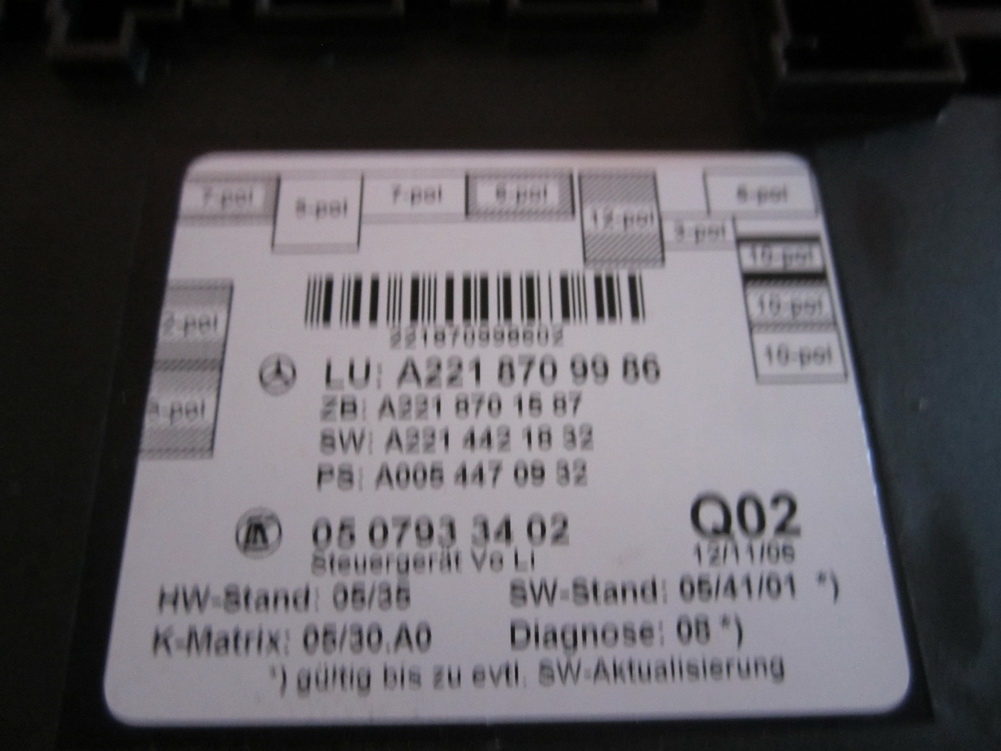 7-pol 8-pol 7-pol 6-pol 12-pol 3-pol 6-pol
10-pol
10-pol
10-pol
2-pol
221870998602
LU: A221 870 99 86
ZB: A221 870 15 87
SW: A221 442 18 32
PS: A005 447 09 32
05 0793 34 02
Q02
Steuergerät Vo Li
12/11/05
HW-Stand: 05/35 SW-Stand: 05/41/01 *)
K-Matrix: 05/30.A0 Diagnose: 08 *)
*) gültig bis zu evtl. SW-Aktualisierung